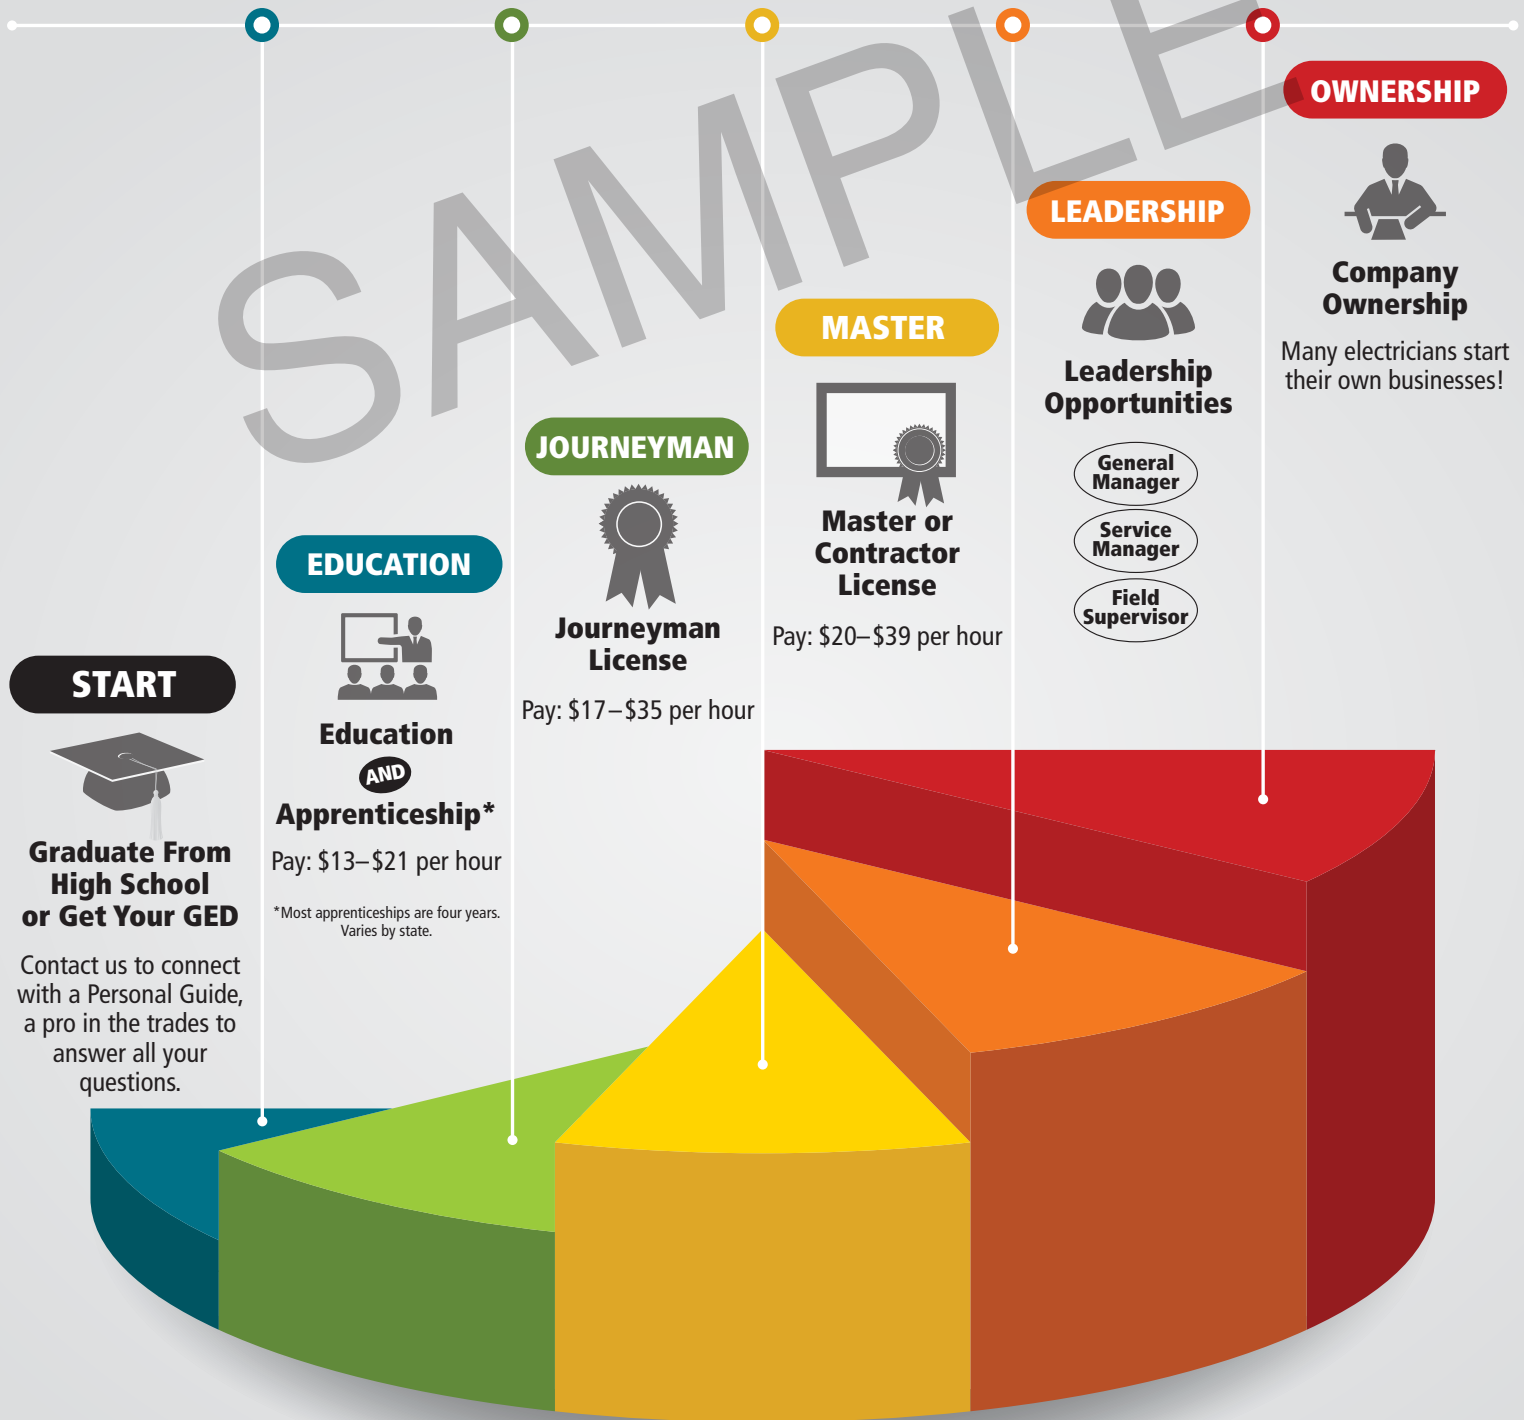 SAMPLE
START
Graduate From
High School
or Get Your GED
Contact us to connect
with a Personal Guide,
a pro in the trades to
answer all your
questions.
EDUCATION
Education
AND
Apprenticeship*
Pay: $13–$21 per hour
*Most apprenticeships are four years.
Varies by state.
JOURNEYMAN
Journeyman
License
Pay: $17–$35 per hour
MASTER
Master or
Contractor
License
Pay: $20–$39 per hour
LEADERSHIP
Leadership
Opportunities
General
Manager
Service
Manager
Field
Supervisor
OWNERSHIP
Company
Ownership
Many electricians start
their own businesses!